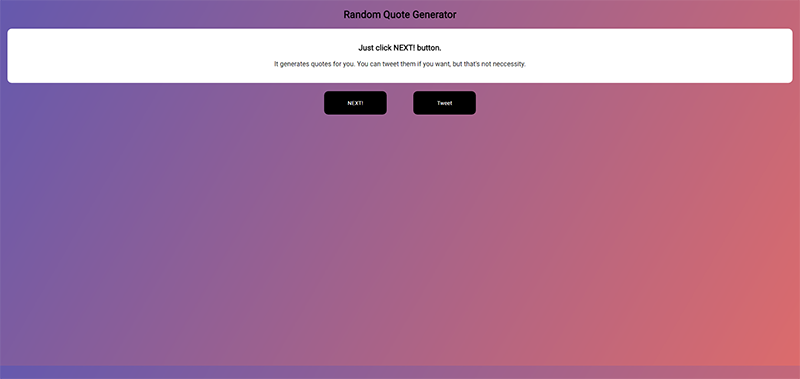 Random Quote Generator
Just click NEXT! button.
It generates quotes for you. You can tweet them if you want, but that's not neccessity.
NEXT!
Tweet